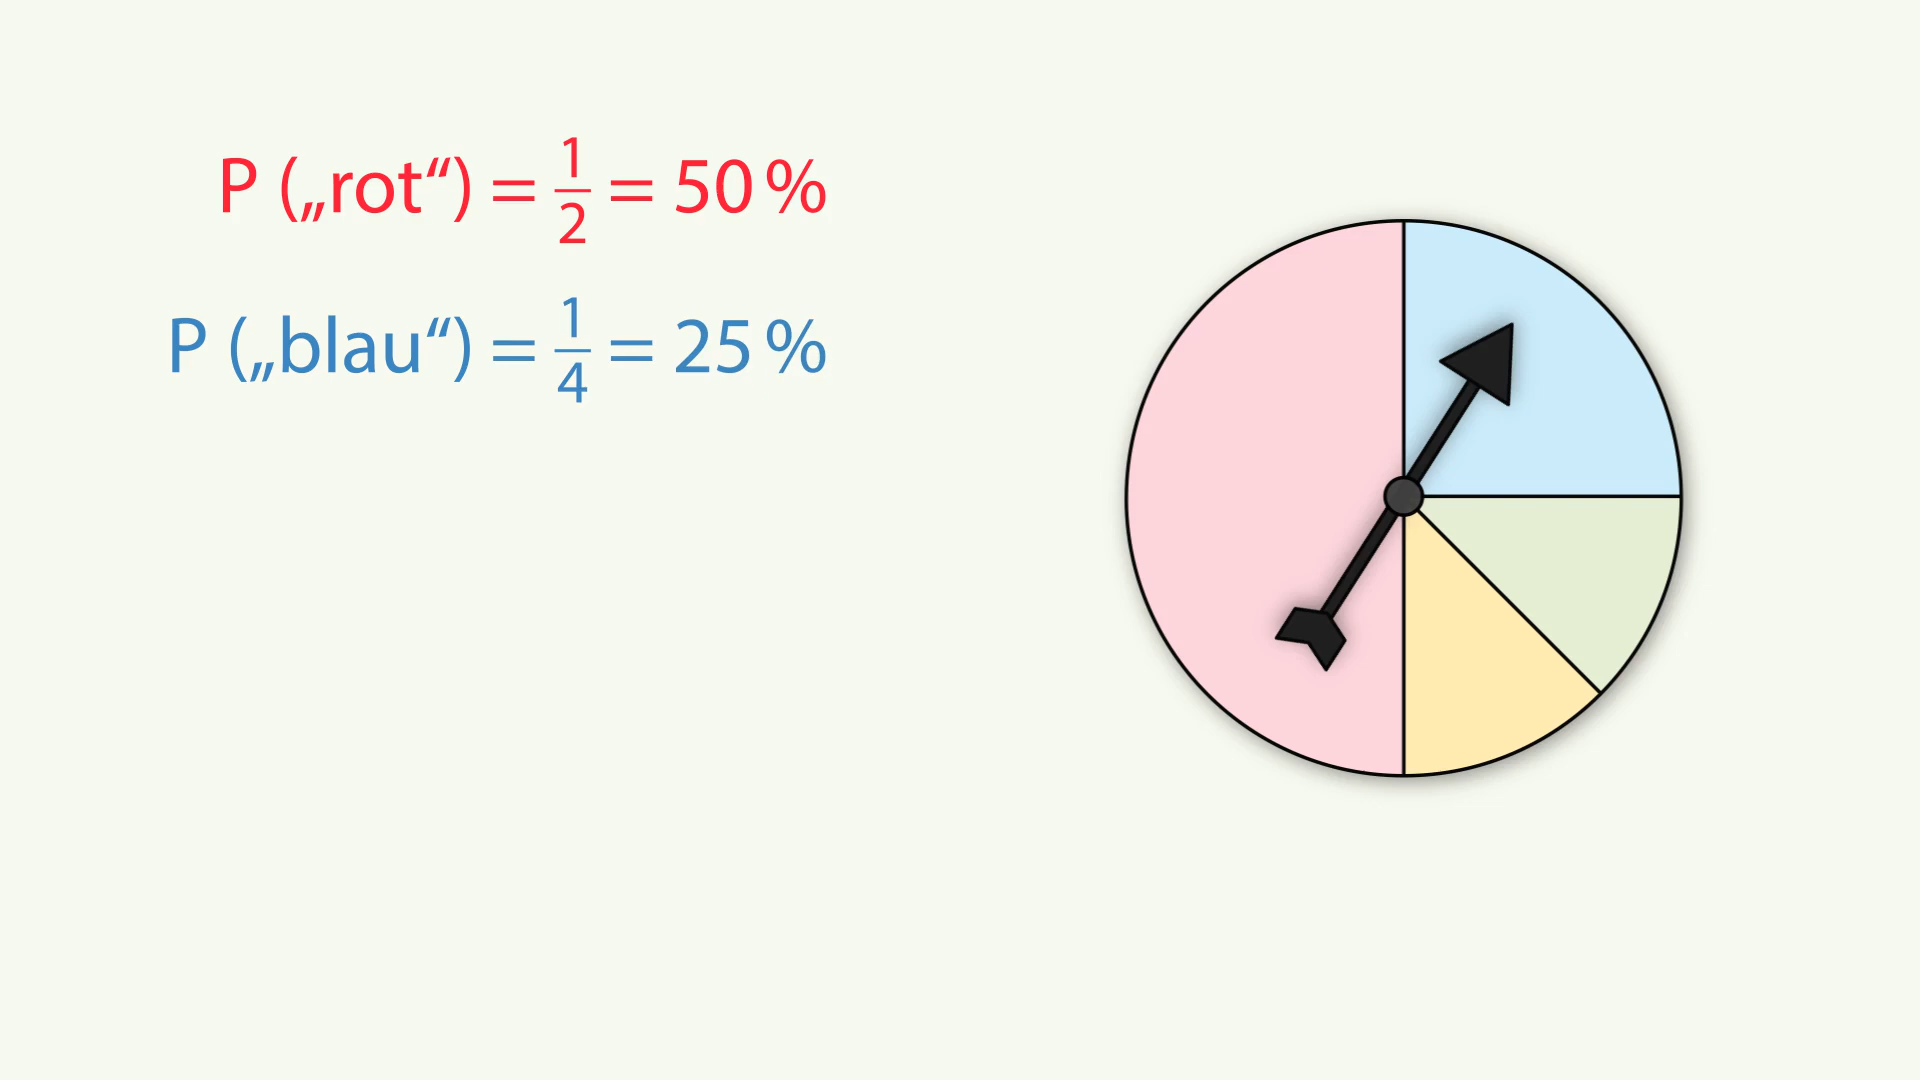 P („rot“) = 1/2 = 50 %
P („blau“) = 1/4 = 25 %